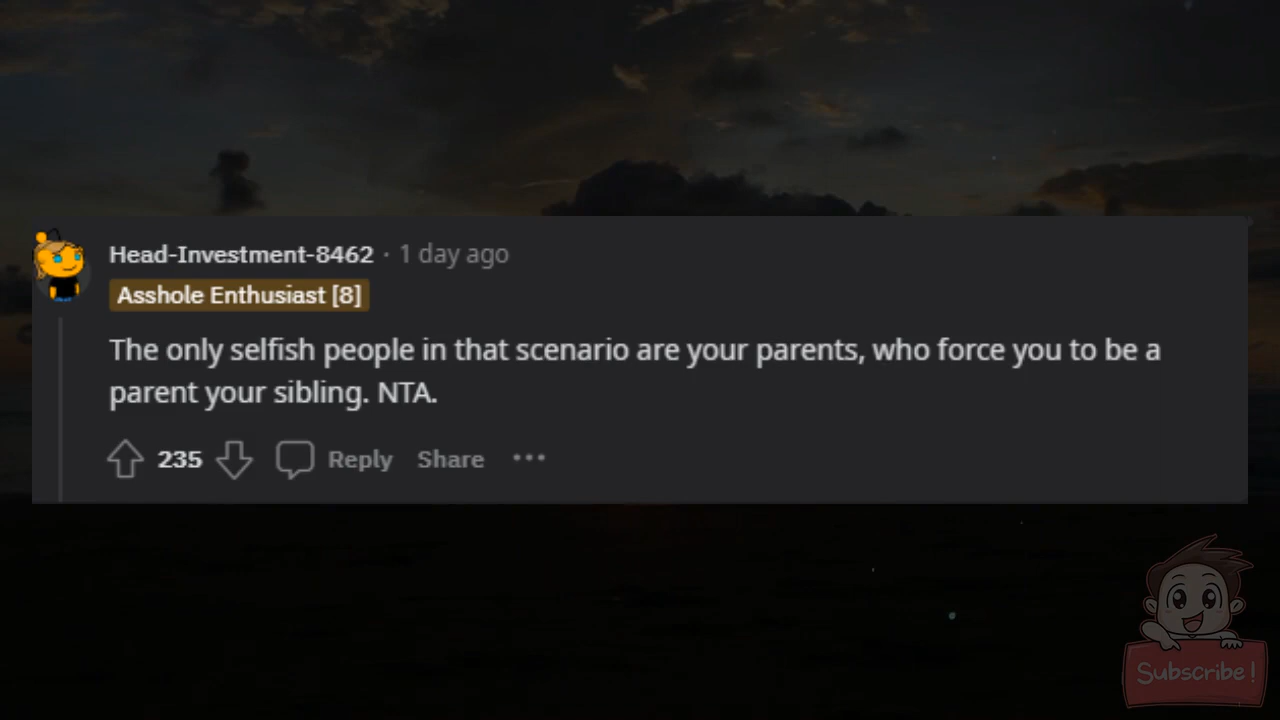 Head-Investment-8462 · 1 day ago
Asshole Enthusiast [8]
The only selfish people in that scenario are your parents, who force you to be a
parent your sibling. NTA.
235 Reply Share ···
Subscribe!